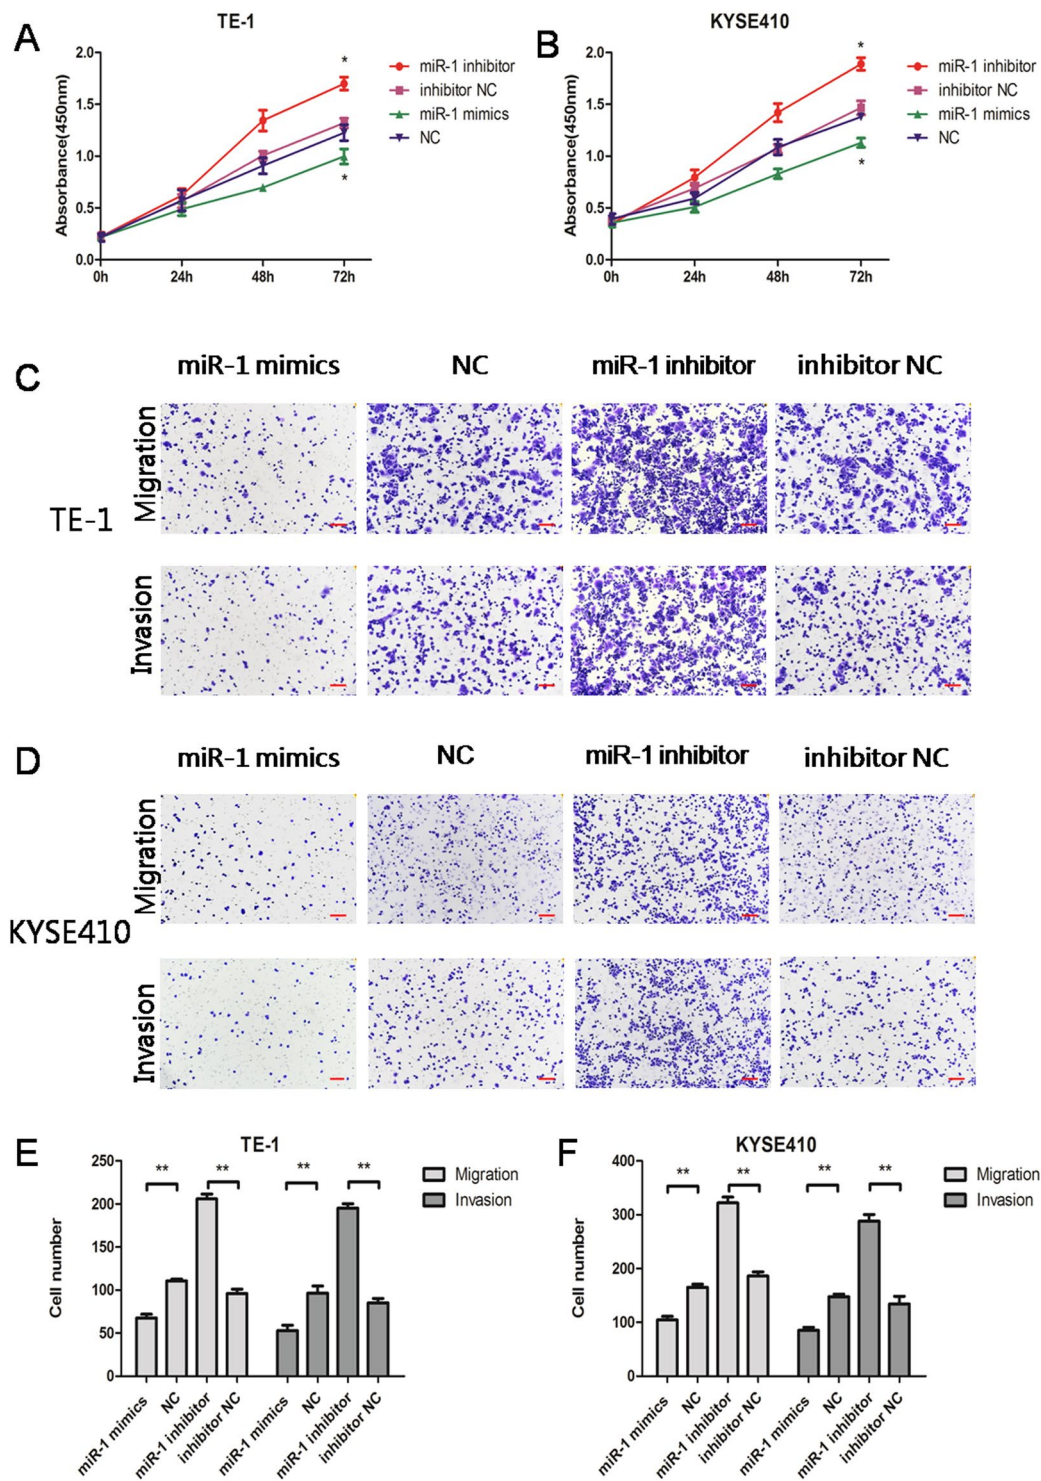 A
TE-1
2.0
1.5
1.0
0.5
0.0
Absorbance(450nm)
0h
24h
48h
72h
*
*
miR-1 inhibitor
inhibitor NC
miR-1 mimics
NC
B
KYSE410
2.0
1.5
1.0
0.5
0.0
Absorbance(450nm)
0h
24h
48h
72h
*
*
miR-1 inhibitor
inhibitor NC
miR-1 mimics
NC
C
miR-1 mimics
NC
miR-1 inhibitor
inhibitor NC
TE-1
Migration
Invasion
D
miR-1 mimics
NC
miR-1 inhibitor
inhibitor NC
KYSE410
Migration
Invasion
E
TE-1
250
200
150
100
50
0
Cell number
**
**
**
**
Migration
Invasion
miR-1 mimics
NC
miR-1 inhibitor
inhibitor NC
miR-1 mimics
NC
miR-1 inhibitor
inhibitor NC
F
KYSE410
400
300
200
100
0
Cell number
**
**
**
**
Migration
Invasion
miR-1 mimics
NC
miR-1 inhibitor
inhibitor NC
miR-1 mimics
NC
miR-1 inhibitor
inhibitor NC